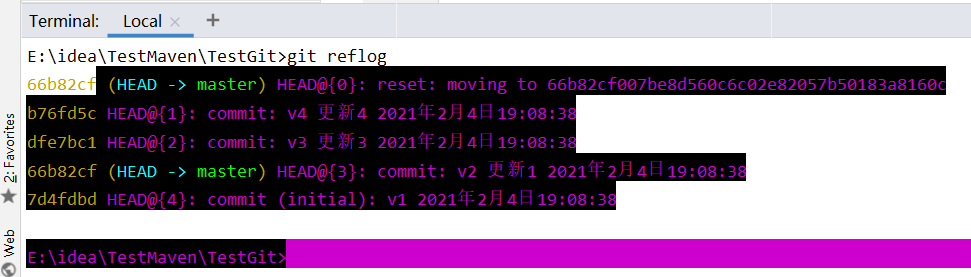 Terminal: Local × +
E:\idea\TestMaven\TestGit>git reflog
66b82cf (HEAD -> master) HEAD@{0}: reset: moving to 66b82cf007be8d560c6c02e82057b50183a8160c
b76fd5c HEAD@{1}: commit: v4 更新4 2021年2月4日19:08:38
dfe7bc1 HEAD@{2}: commit: v3 更新3 2021年2月4日19:08:38
66b82cf (HEAD -> master) HEAD@{3}: commit: v2 更新1 2021年2月4日19:08:38
7d4fdbd HEAD@{4}: commit (initial): v1 2021年2月4日19:08:38
E:\idea\TestMaven\TestGit>
2: Favorites
Web